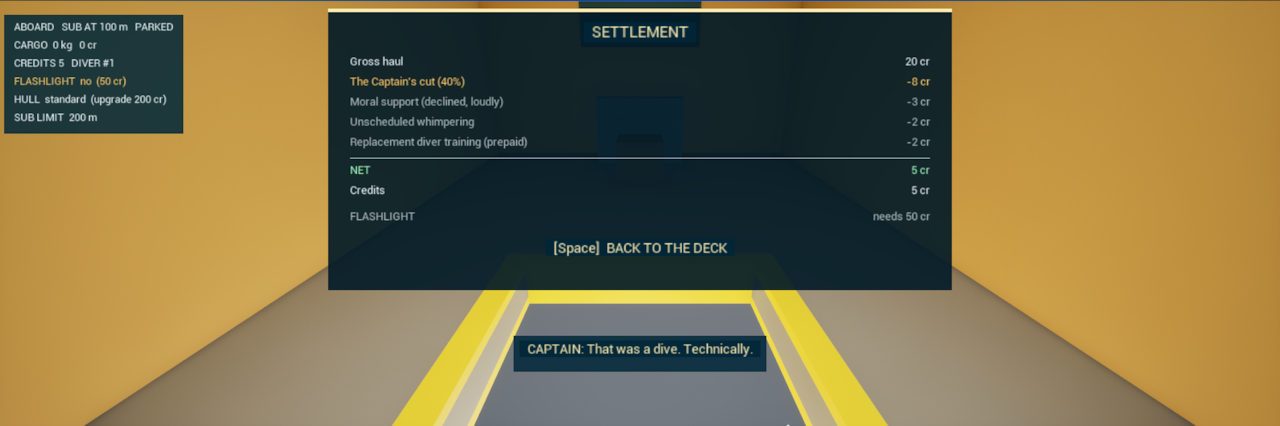 ABOARD SUB AT 100 m PARKED
CARGO 0 kg 0 cr
CREDITS 5 DIVER #1
FLASHLIGHT no (50 cr)
HULL standard (upgrade 200 cr)
SUB LIMIT 200 m
SETTLEMENT
Gross haul 20 cr
The Captain's cut (40%) -8 cr
Moral support (declined, loudly) -3 cr
Unscheduled whimpering -2 cr
Replacement diver training (prepaid) -2 cr
NET 5 cr
Credits 5 cr
FLASHLIGHT needs 50 cr
[Space] BACK TO THE DECK
CAPTAIN: That was a dive. Technically.